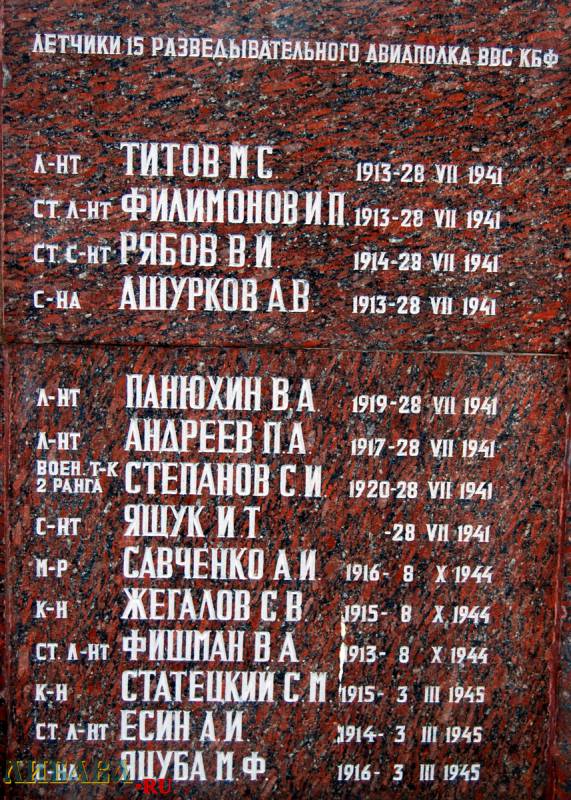 ЛЕТЧИКИ 15 РАЗВЕДЫВАТЕЛЬНОГО АВИАПОЛКА ВВС КБФ
Л-НТ ТИТОВ М.С 1913-28 VII 1941
СТ. Л-НТ ФИЛИМОНОВ И.П. 1913-28 VII 1941
СТ. С-НТ РЯБОВ В.И 1914-28 VII 1941
С-НА АШУРКОВ А.В. 1913-28 VII 1941
Л-НТ ПАНЮХИН В.А. 1919-28 VII 1941
Л-НТ АНДРЕЕВ П.А. 1917-28 VII 1941
ВОЕН. Т-К 2 РАНГА СТЕПАНОВ С.И. 1920-28 VII 1941
С-НТ ЯЩУК И.Т. -28 VII 1941
М-Р САВЧЕНКО А.И. 1916- 8 X 1944
К-Н ЖЕГАЛОВ С.В. 1915- 8 X 1944
СТ. Л-НТ ФИШМАН В.А. 1913- 8 X 1944
К-Н СТАТЕЦКИЙ С.М. 1915- 3 III 1945
СТ. Л-НТ ЕСИН А.И. 1914- 3 III 1945
ЯЦУБА М.Ф. 1916- 3 III 1945
.RU